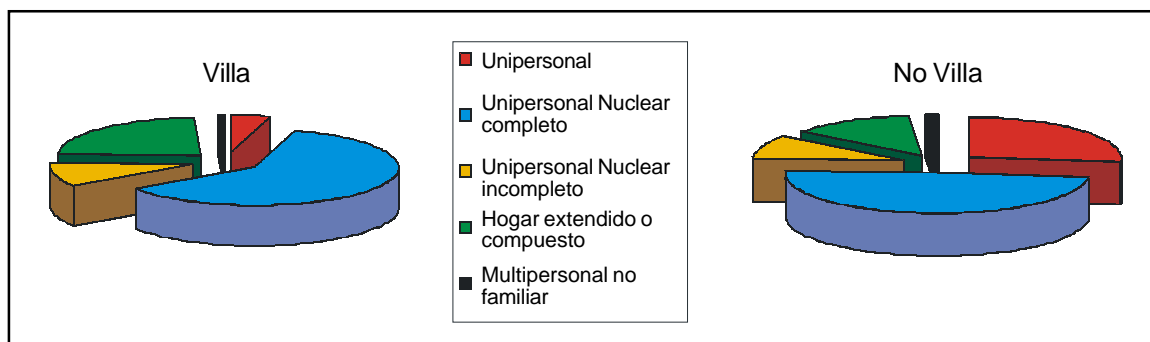 Villa
Unipersonal
Unipersonal Nuclear
completo
Unipersonal Nuclear
incompleto
Hogar extendido o
compuesto
Multipersonal no
familiar
No Villa